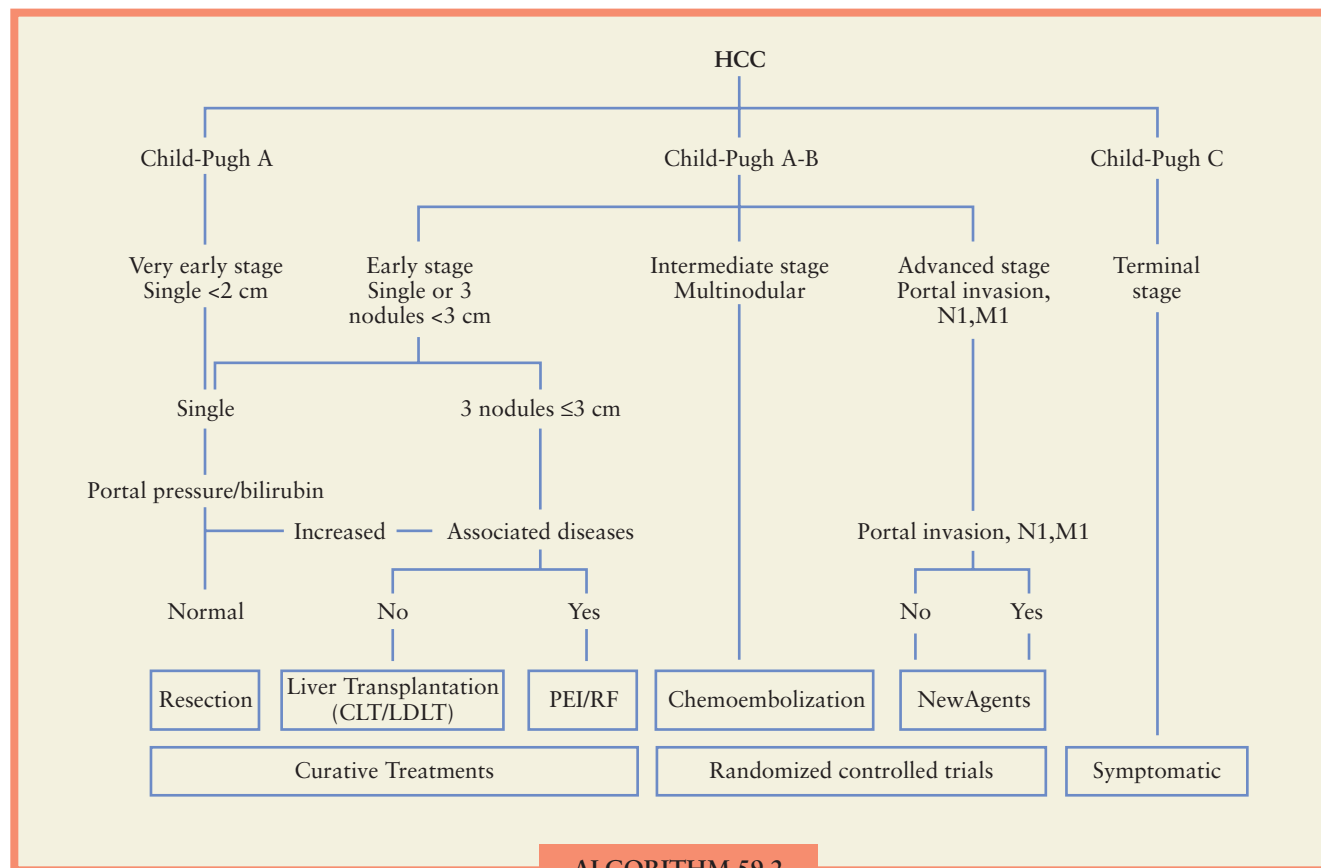 HCC
Child-Pugh A
Child-Pugh A-B
Child-Pugh C
Very early stage
Single <2 cm
Early stage
Single or 3
nodules <3 cm
Intermediate stage
Multinodular
Advanced stage
Portal invasion,
N1,M1
Terminal
stage
Single
3 nodules ≤3 cm
Portal pressure/bilirubin
Increased
Associated diseases
Portal invasion, N1,M1
Normal
No
Yes
No
Yes
Resection
Liver Transplantation
(CLT/LDLT)
PEI/RF
Chemoembolization
NewAgents
Curative Treatments
Randomized controlled trials
Symptomatic
ALGORITHM 59.2